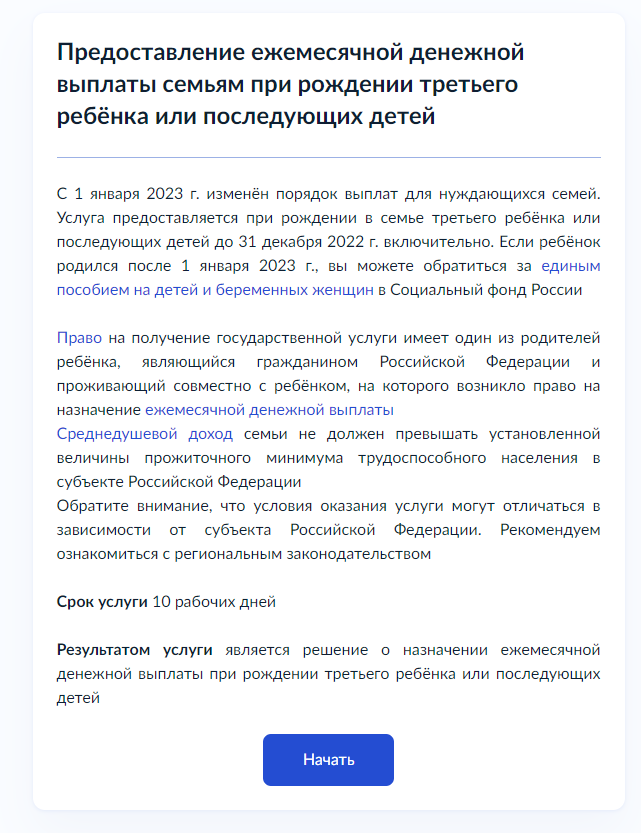 Предоставление ежемесячной денежной
выплаты семьям при рождении третьего
ребёнка или последующих детей
С 1 января 2023 г. изменён порядок выплат для нуждающихся семей.
Услуга предоставляется при рождении в семье третьего ребёнка или
последующих детей до 31 декабря 2022 г. включительно. Если ребёнок
родился после 1 января 2023 г., вы можете обратиться за единым
пособием на детей и беременных женщин в Социальный фонд России
Право на получение государственной услуги имеет один из родителей
ребёнка, являющийся гражданином Российской Федерации и
проживающий совместно с ребёнком, на которого возникло право на
назначение ежемесячной денежной выплаты
Среднедушевой доход семьи не должен превышать установленной
величины прожиточного минимума трудоспособного населения в
субъекте Российской Федерации
Обратите внимание, что условия оказания услуги могут отличаться в
зависимости от субъекта Российской Федерации. Рекомендуем
ознакомиться с региональным законодательством
Срок услуги 10 рабочих дней
Результатом услуги является решение о назначении ежемесячной
денежной выплаты при рождении третьего ребёнка или последующих
детей
Начать